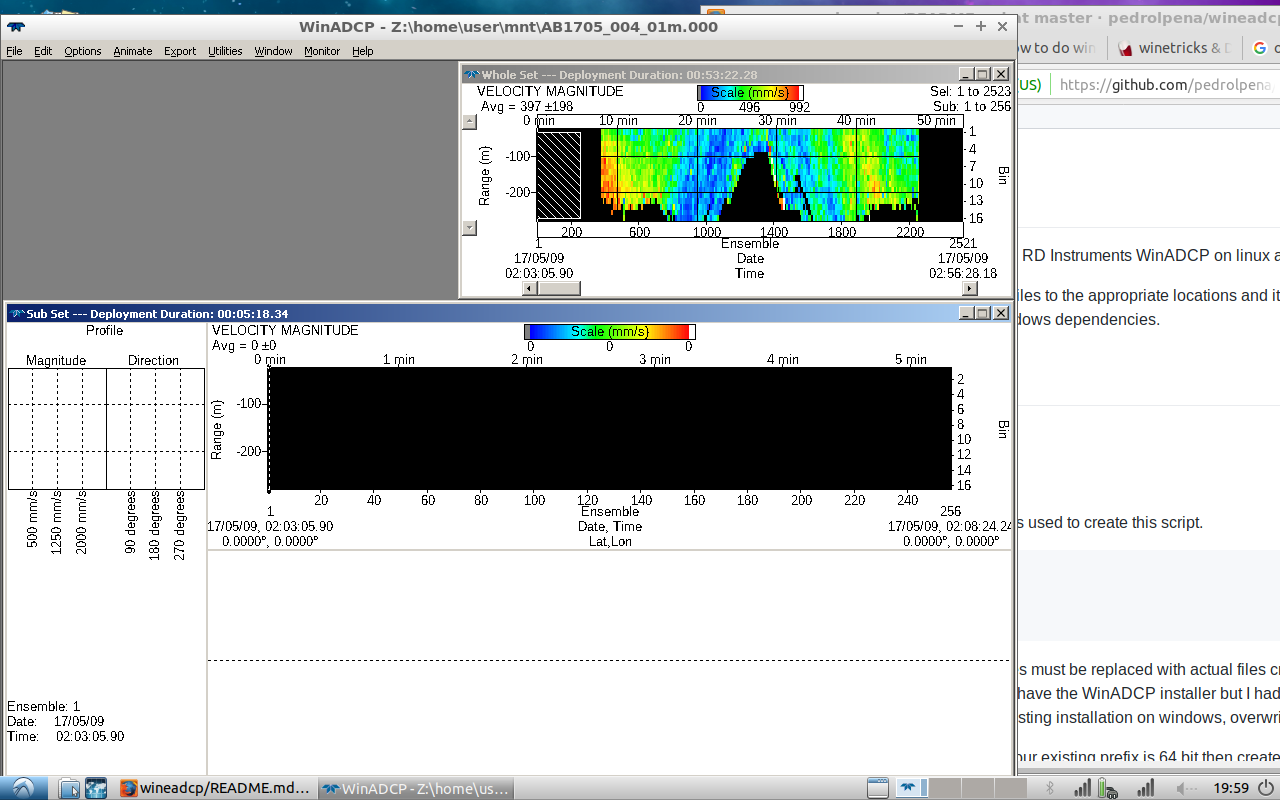 WinADCP - Z:\home\user\mnt\AB1705_004_01m.000
at master · pedrolpena/wineadcp
File Edit Options Animate Export Utilities Window Monitor Help
ow to do win
winetricks & D
(US) https://github.com/pedrolpena/
Whole Set --- Deployment Duration: 00:53:22.28
VELOCITY MAGNITUDE Scale (mm/s) Sel: 1 to 2523
Avg = 397 ±198 0 496 992 Sub: 1 to 256
0 min 10 min 20 min 30 min 40 min 50 min
Range (m)
-100
-200
1
4
7
10
13
16
Bin
200 600 1000 1400 1800 2200
1 Ensemble 2521
17/05/09 Date 17/05/09
02:03:05.90 Time 02:56:28.18
Sub Set --- Deployment Duration: 00:05:18.34
Profile
Magnitude Direction
500 mm/s
1250 mm/s
2000 mm/s
90 degrees
180 degrees
270 degrees
Ensemble: 1
Date: 17/05/09
Time: 02:03:05.90
VELOCITY MAGNITUDE Scale (mm/s)
Avg = 0 ±0 0 0 0
0 min 1 min 2 min 3 min 4 min 5 min
Range (m)
-100
-200
2
4
6
8
10
12
14
16
Bin
20 40 60 80 100 120 140 160 180 200 220 240
1 Ensemble 256
17/05/09, 02:03:05.90 Date, Time 17/05/09, 02:08:24.24
0.0000°, 0.0000° Lat,Lon 0.0000°, 0.0000°
RD Instruments WinADCP on linux a
iles to the appropriate locations and it
dows dependencies.
s used to create this script.
s must be replaced with actual files cr
have the WinADCP installer but I had
sting installation on windows, overwri
our existing prefix is 64 bit then create
wineadcp/README.md... WinADCP - Z:\home\us... 19:59